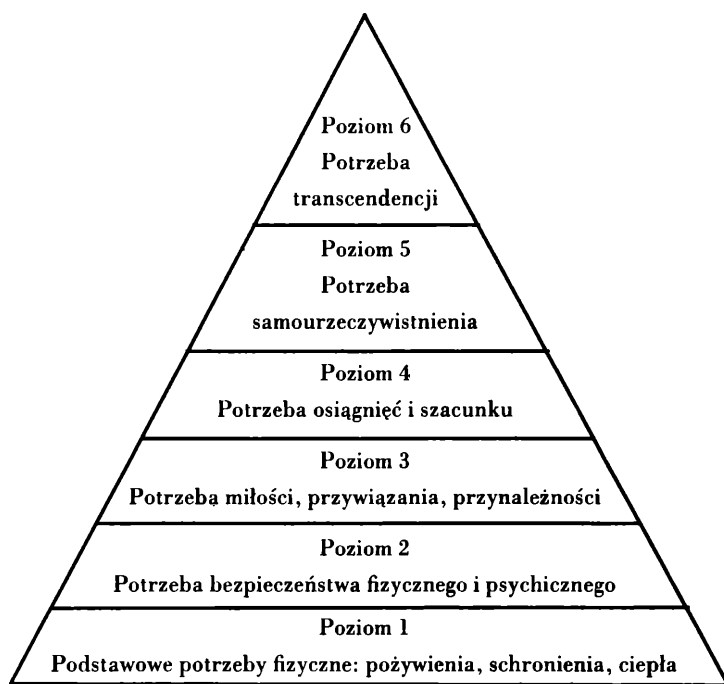 Poziom 6
Potrzeba
transcendencji
Poziom 5
Potrzeba
samourzeczywistnienia
Poziom 4
Potrzeba osiągnięć i szacunku
Poziom 3
Potrzeba miłości, przywiązania, przynależności
Poziom 2
Potrzeba bezpieczeństwa fizycznego i psychicznego
Poziom 1
Podstawowe potrzeby fizyczne: pożywienia, schronienia, ciepła